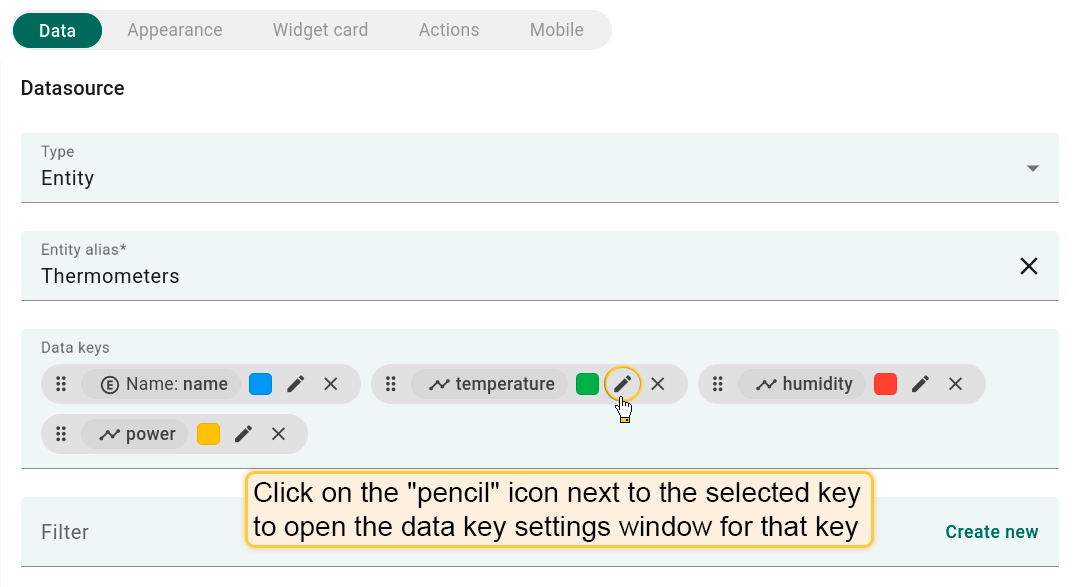 Data Appearance Widget card Actions Mobile
Datasource
Type
Entity
Entity alias*
Thermometers
Data keys
E Name: name temperature humidity
power
Click on the "pencil" icon next to the selected key
to open the data key settings window for that key
Filter Create new